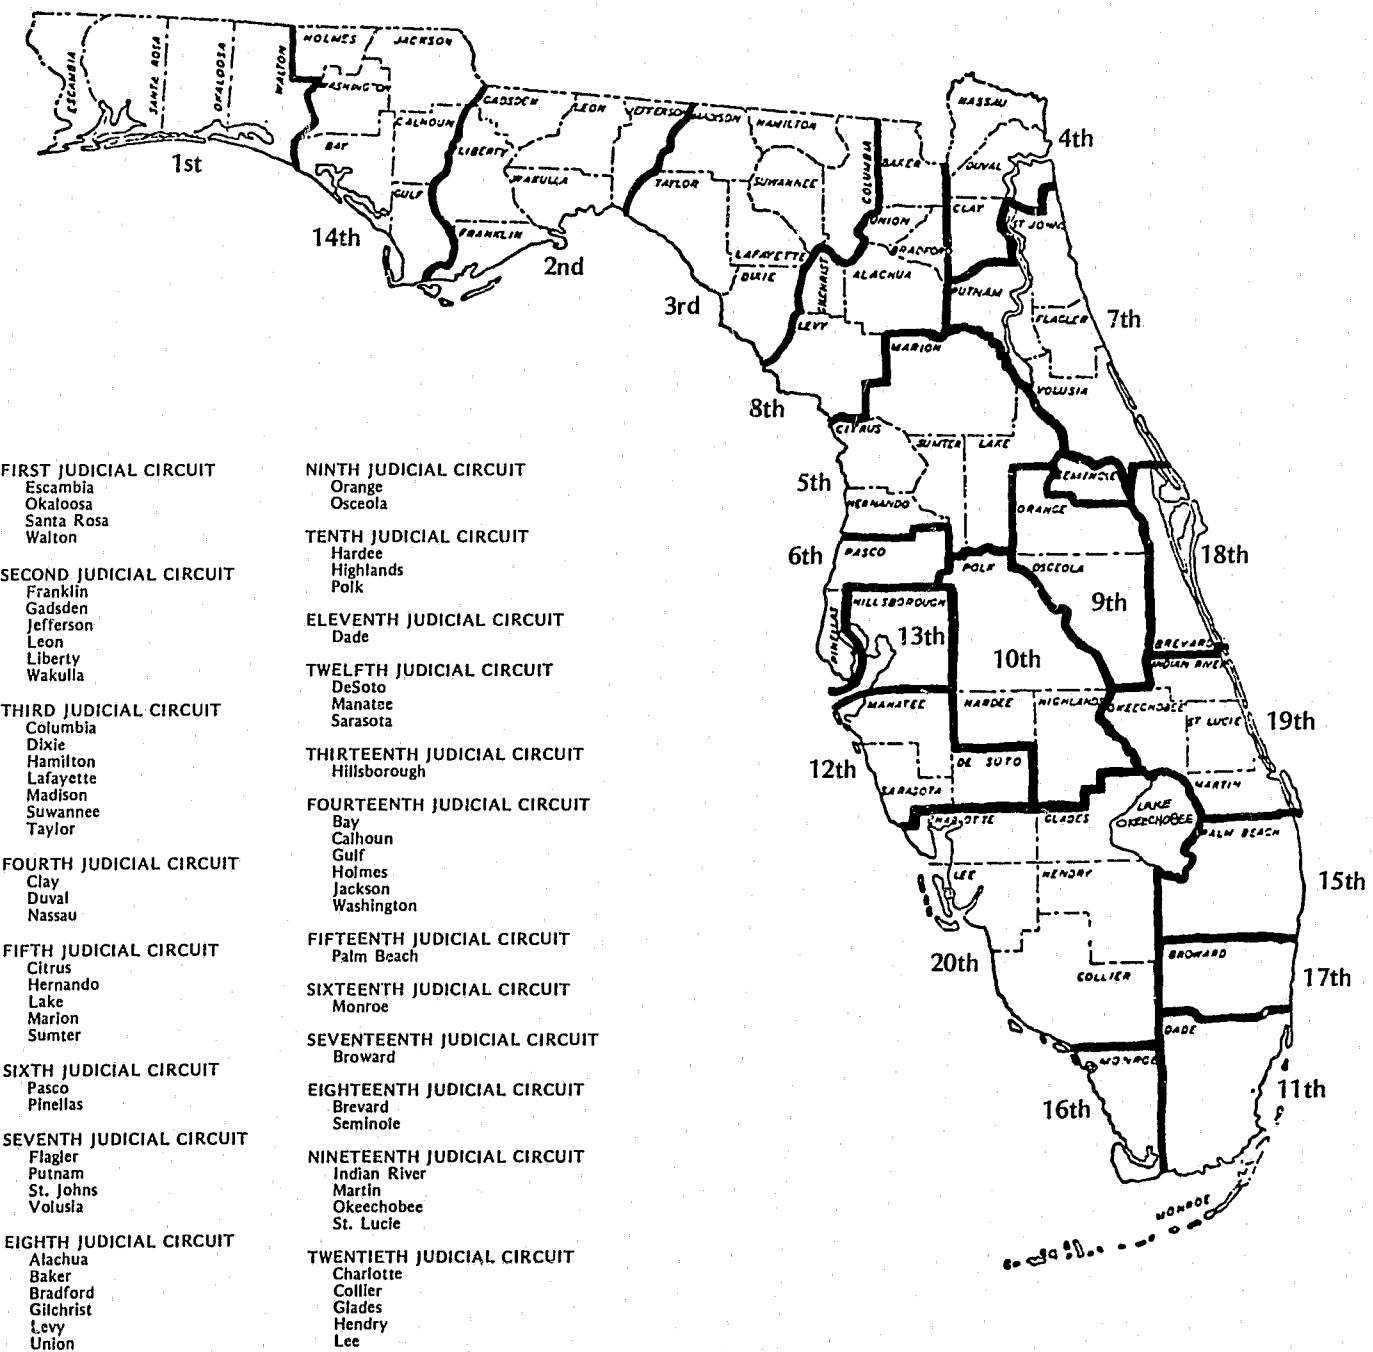 HOLMES
JACKSON
ESCAMBIA
SANTA ROSA
OKALOOSA
WALTON
WASHINGTON
BAY
CALHOUN
GULF
GADSDEN
LIBERTY
LEON
WAKULLA
FRANKLIN
JEFFERSON
MADISON
HAMILTON
TAYLOR
SUWANNEE
LAFAYETTE
DIXIE
COLUMBIA
BAKER
NASSAU
DUVAL
CLAY
UNION
BRADFORD
ALACHUA
GILCHRIST
LEVY
ST JOHNS
PUTNAM
FLAGLER
VOLUSIA
MARION
CITRUS
SUMTER
LAKE
HERNANDO
SEMINOLE
ORANGE
PASCO
POLK
OSCEOLA
HILLSBOROUGH
PINELLAS
BREVARD
INDIAN RIVER
MANATEE
HARDEE
HIGHLANDS
OKEECHOBEE
ST LUCIE
DE SOTO
SARASOTA
MARTIN
CHARLOTTE
GLADES
LAKE
OKEECHOBEE
PALM BEACH
LEE
HENDRY
COLLIER
BROWARD
DADE
MONROE
MONROE
1st
14th
2nd
3rd
4th
7th
8th
5th
6th
18th
9th
13th
10th
19th
12th
15th
20th
17th
16th
11th
FIRST JUDICIAL CIRCUIT
Escambia
Okaloosa
Santa Rosa
Walton
SECOND JUDICIAL CIRCUIT
Franklin
Gadsden
Jefferson
Leon
Liberty
Wakulla
THIRD JUDICIAL CIRCUIT
Columbia
Dixie
Hamilton
Lafayette
Madison
Suwannee
Taylor
FOURTH JUDICIAL CIRCUIT
Clay
Duval
Nassau
FIFTH JUDICIAL CIRCUIT
Citrus
Hernando
Lake
Marion
Sumter
SIXTH JUDICIAL CIRCUIT
Pasco
Pinellas
SEVENTH JUDICIAL CIRCUIT
Flagler
Putnam
St. Johns
Volusia
EIGHTH JUDICIAL CIRCUIT
Alachua
Baker
Bradford
Gilchrist
Levy
Union
NINTH JUDICIAL CIRCUIT
Orange
Osceola
TENTH JUDICIAL CIRCUIT
Hardee
Highlands
Polk
ELEVENTH JUDICIAL CIRCUIT
Dade
TWELFTH JUDICIAL CIRCUIT
DeSoto
Manatee
Sarasota
THIRTEENTH JUDICIAL CIRCUIT
Hillsborough
FOURTEENTH JUDICIAL CIRCUIT
Bay
Calhoun
Gulf
Holmes
Jackson
Washington
FIFTEENTH JUDICIAL CIRCUIT
Palm Beach
SIXTEENTH JUDICIAL CIRCUIT
Monroe
SEVENTEENTH JUDICIAL CIRCUIT
Broward
EIGHTEENTH JUDICIAL CIRCUIT
Brevard
Seminole
NINETEENTH JUDICIAL CIRCUIT
Indian River
Martin
Okeechobee
St. Lucie
TWENTIETH JUDICIAL CIRCUIT
Charlotte
Collier
Glades
Hendry
Lee